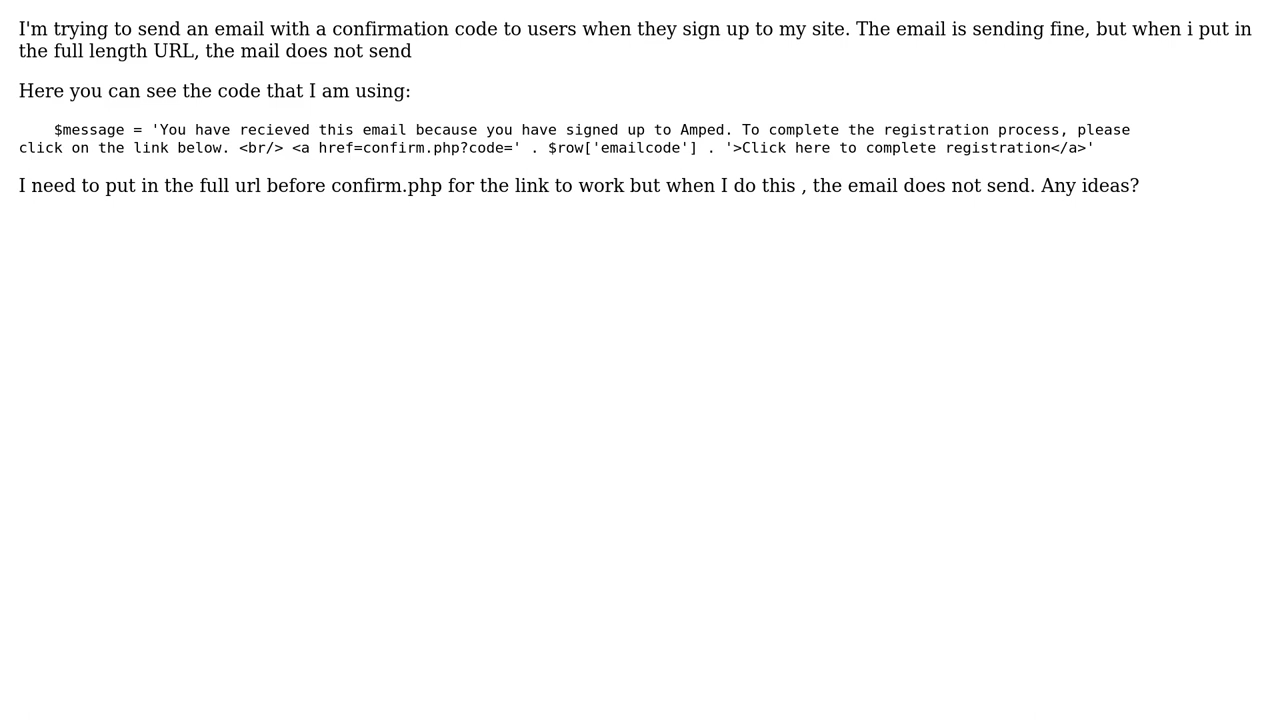 I'm trying to send an email with a confirmation code to users when they sign up to my site. The email is sending fine, but when i put in
the full length URL, the mail does not send
Here you can see the code that I am using:
$message = 'You have recieved this email because you have signed up to Amped. To complete the registration process, please
click on the link below. <br/> <a href=confirm.php?code=' . $row['emailcode'] . '>Click here to complete registration</a>'
I need to put in the full url before confirm.php for the link to work but when I do this , the email does not send. Any ideas?